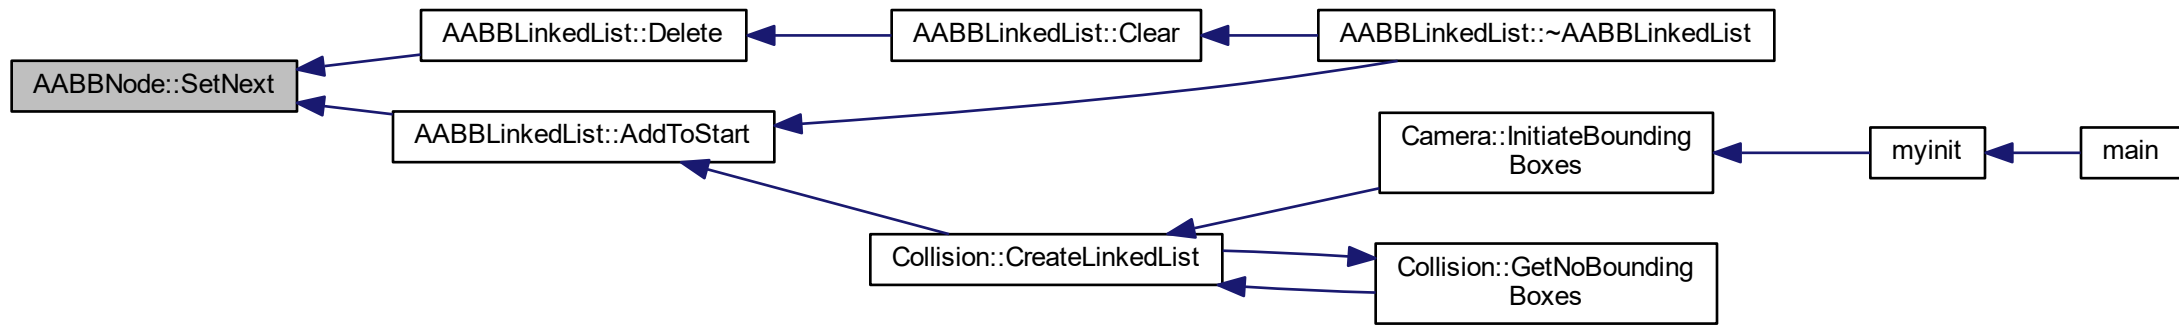 AABBLinkedList::Delete
AABBLinkedList::Clear
AABBLinkedList::~AABBLinkedList
AABBNode::SetNext
AABBLinkedList::AddToStart
Camera::InitiateBounding
Boxes
myinit
main
Collision::CreateLinkedList
Collision::GetNoBounding
Boxes